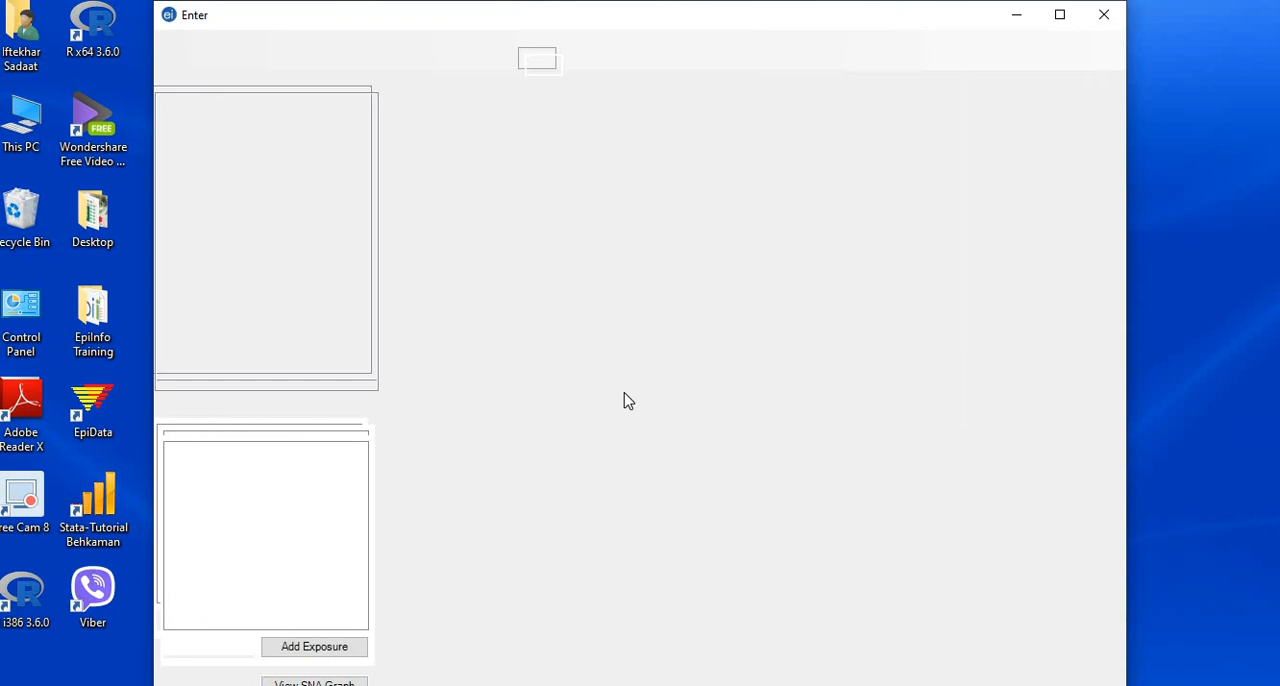 ei Enter
Iftekhar
Sadaat
R x64 3.6.0
This PC
FREE
Wondershare
Free Video ...
ecycle Bin
Desktop
Control
Panel
EpiInfo
Training
Adobe
Reader X
EpiData
ree Cam 8
Stata-Tutorial
Behkaman
i386 3.6.0
Viber
Add Exposure
View SNA Graph